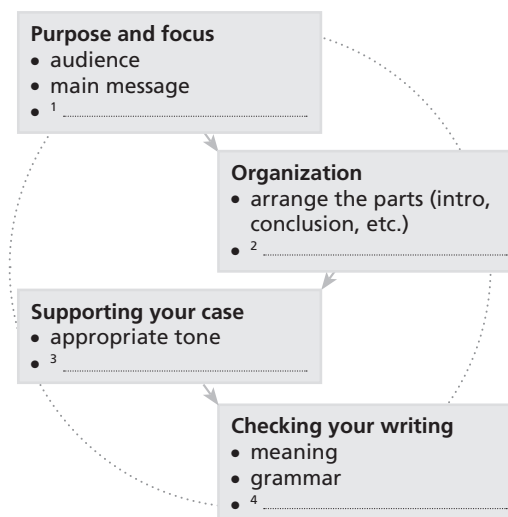 Purpose and focus
• audience
• main message
• 1
Organization
• arrange the parts (intro,
conclusion, etc.)
• 2
Supporting your case
• appropriate tone
• 3
Checking your writing
• meaning
• grammar
• 4